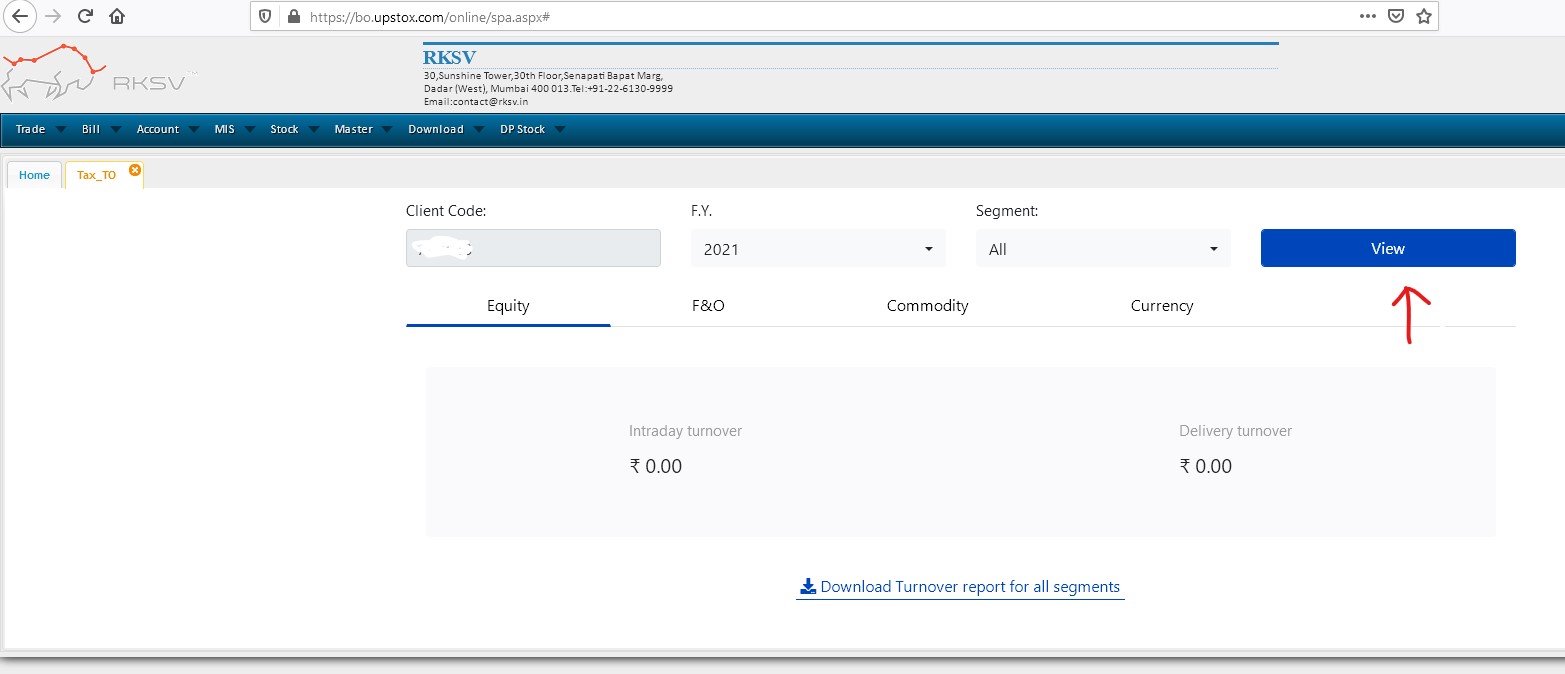 https://bo.upstox.com/online/spa.aspx#
RKSV
RKSV
30,Sunshine Tower,30th Floor,Senapati Bapat Marg,
Dadar (West), Mumbai 400 013.Tel:+91-22-6130-9999
Email:contact@rksv.in
Trade Bill Account MIS Stock Master Download DP Stock
Home Tax_TO
Client Code: F.Y. Segment:
2021 All View
Equity F&O Commodity Currency
Intraday turnover Delivery turnover
₹ 0.00 ₹ 0.00
Download Turnover report for all segments